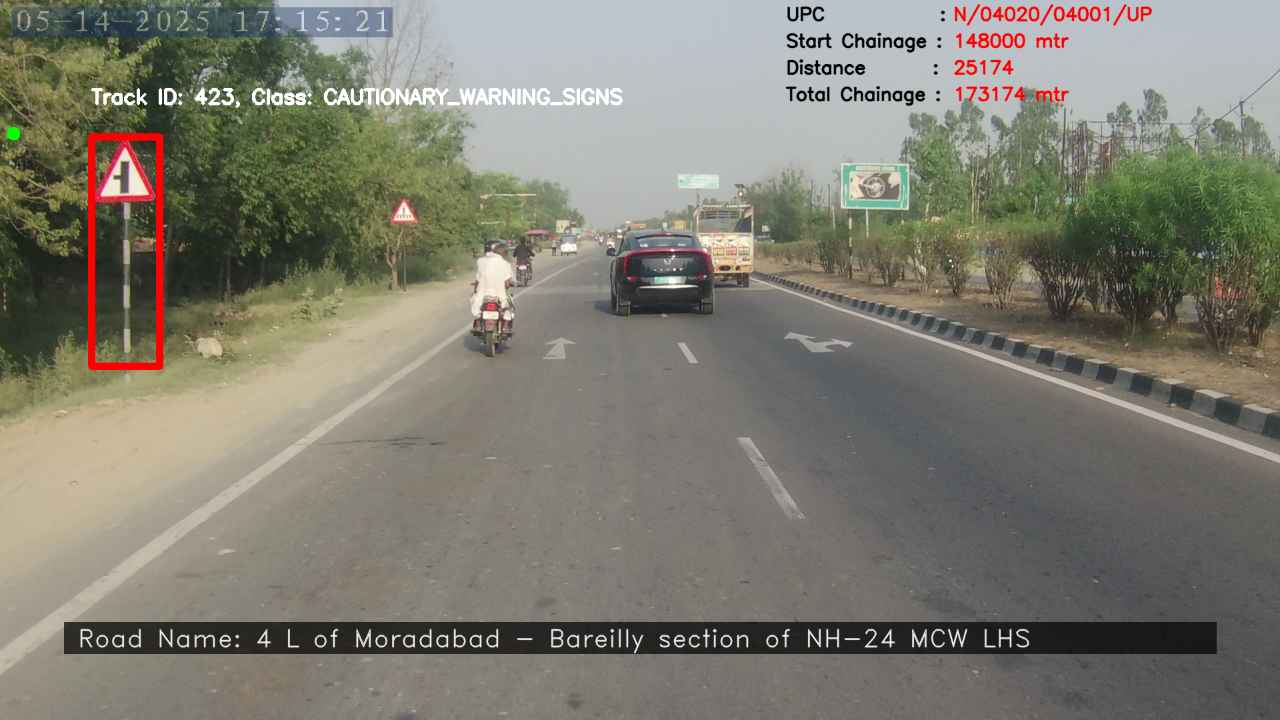 05-14-2025 17:15:21
UPC : N/04020/04001/UP
Start Chainage : 148000 mtr
Distance : 25174
Total Chainage : 173174 mtr
Track ID: 423, Class: CAUTIONARY_WARNING_SIGNS
Road Name: 4 L of Moradabad - Bareilly section of NH-24 MCW LHS